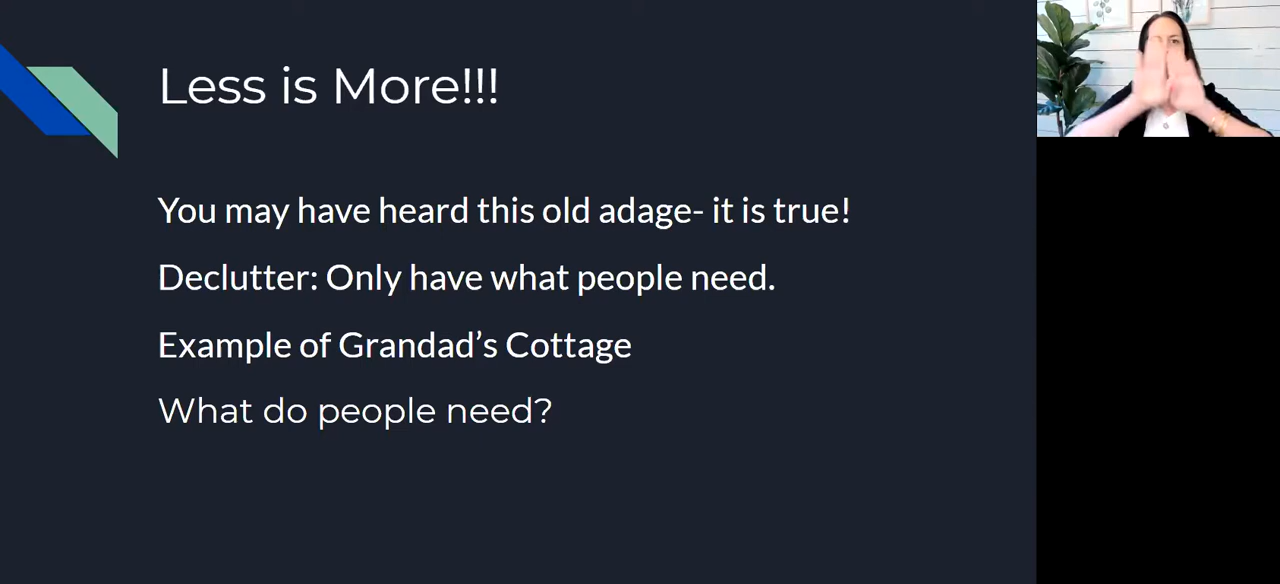 Less is More!!!
You may have heard this old adage- it is true!
Declutter: Only have what people need.
Example of Grandad’s Cottage
What do people need?